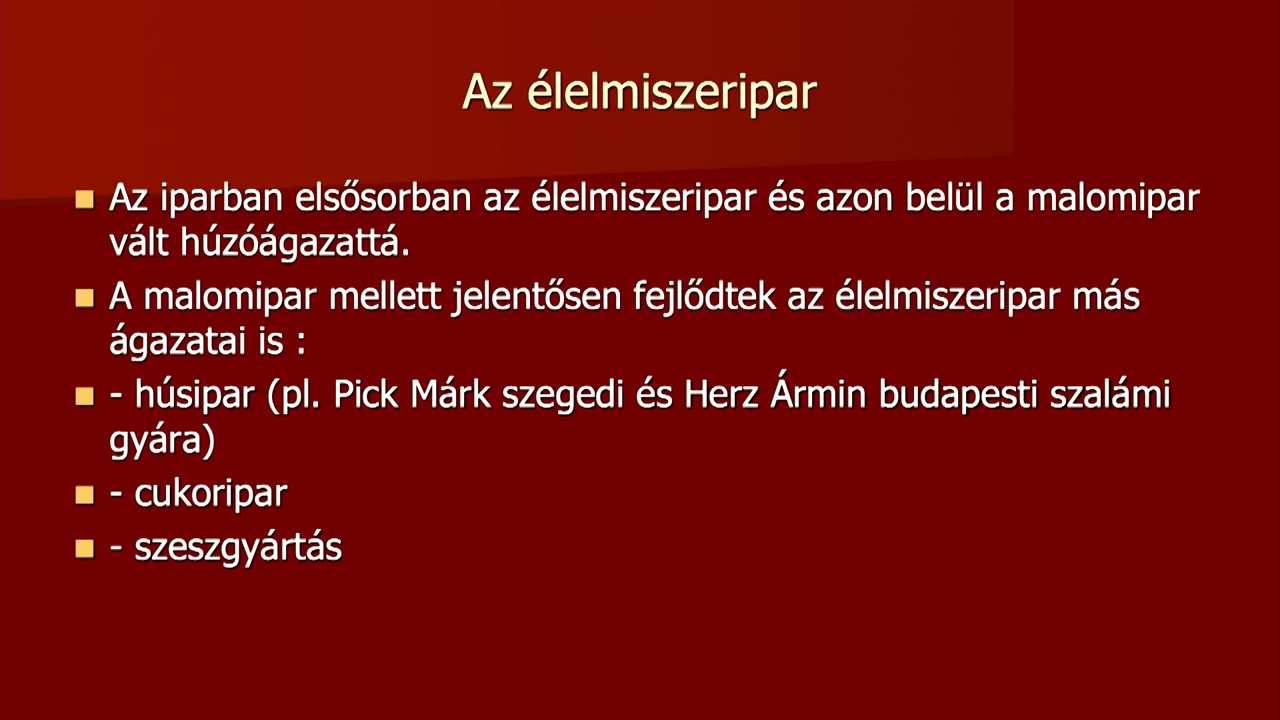 Az élelmiszeripar
Az iparban elsősorban az élelmiszeripar és azon belül a malomipar
vált húzóágazattá.
A malomipar mellett jelentősen fejlődtek az élelmiszeripar más
ágazatai is :
- húsipar (pl. Pick Márk szegedi és Herz Ármin budapesti szalámi
gyára)
- cukoripar
- szeszgyártás